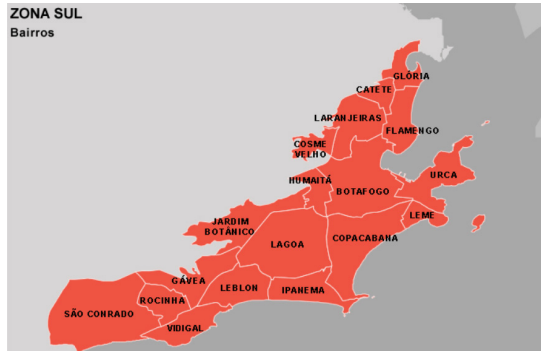 ZONA SUL
Bairros
GLÓRIA
CATETE
LARANJEIRAS
FLAMENGO
COSME
VELHO
HUMAITÁ
URCA
BOTAFOGO
LEME
JARDIM
BOTÂNICO
COPACABANA
LAGOA
GÁVEA
LEBLON
IPANEMA
ROCINHA
SÃO CONRADO
VIDIGAL